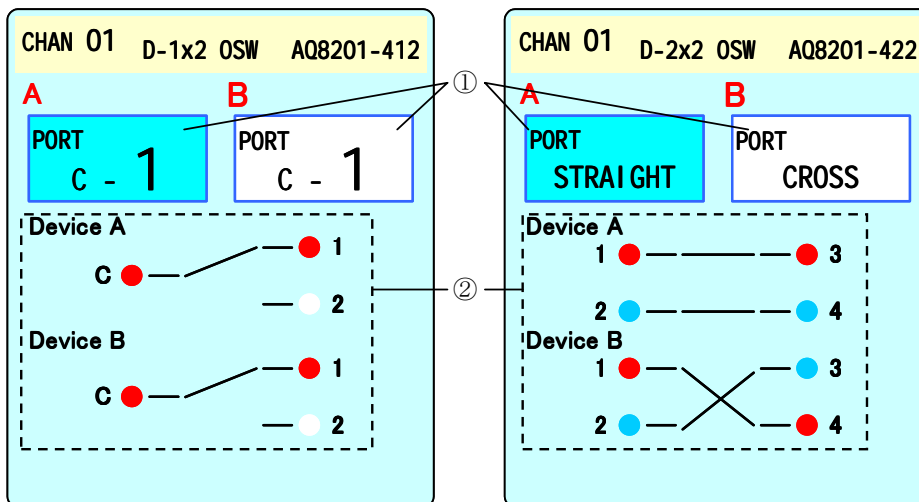 CHAN 01 D-1x2 OSW AQ8201-412
A B
PORT PORT
C - 1 C - 1
Device A
1
C
2
Device B
1
C
2
①
②
CHAN 01 D-2x2 OSW AQ8201-422
A B
PORT PORT
STRAIGHT CROSS
Device A
1 3
2 4
Device B
1 3
2 4